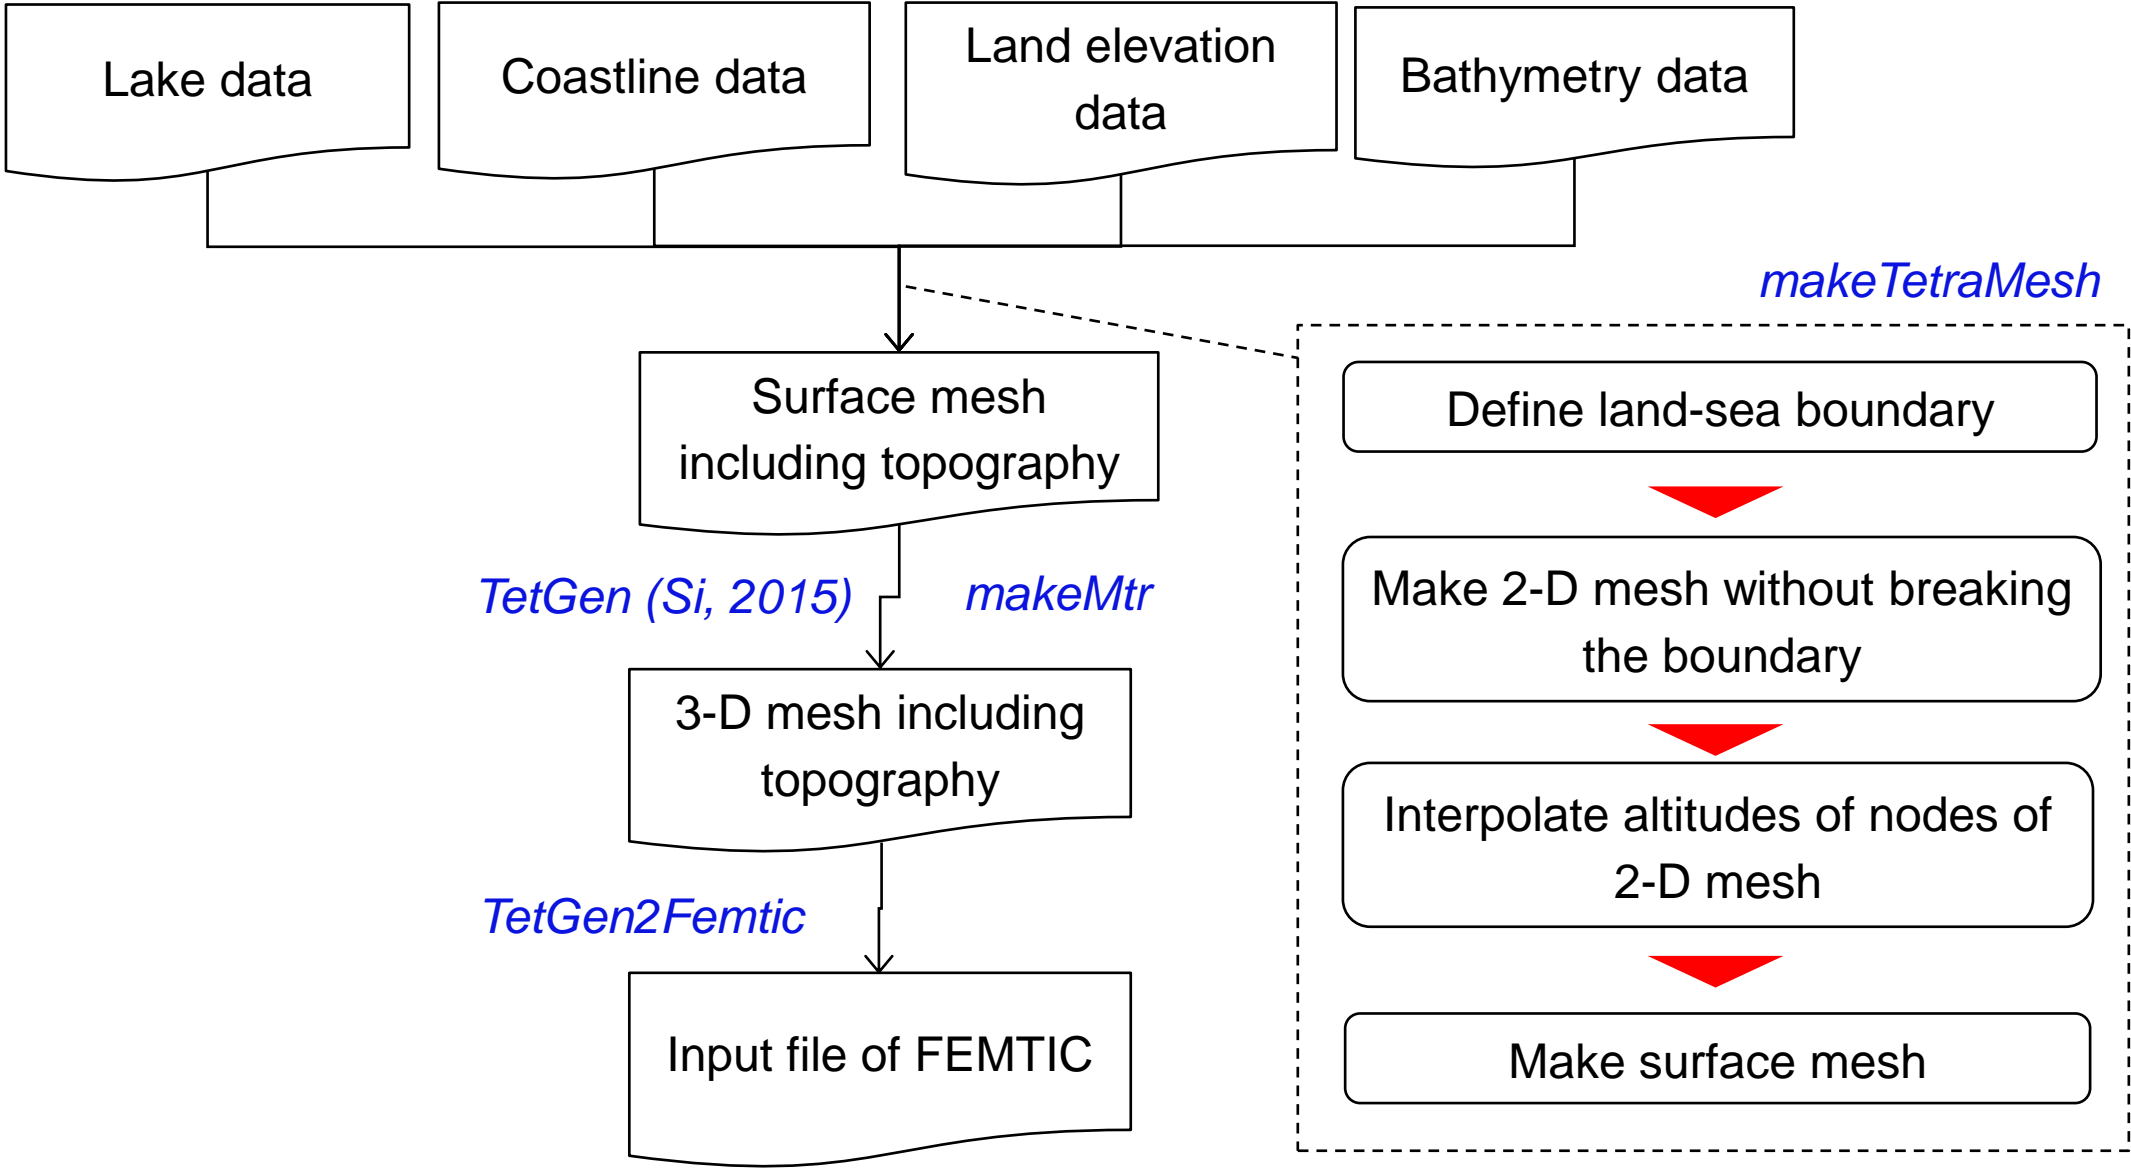 Lake data
Coastline data
Land elevation
data
Bathymetry data
makeTetraMesh
Surface mesh
including topography
TetGen (Si, 2015)
makeMtr
3-D mesh including
topography
TetGen2Femtic
Input file of FEMTIC
Define land-sea boundary
Make 2-D mesh without breaking
the boundary
Interpolate altitudes of nodes of
2-D mesh
Make surface mesh